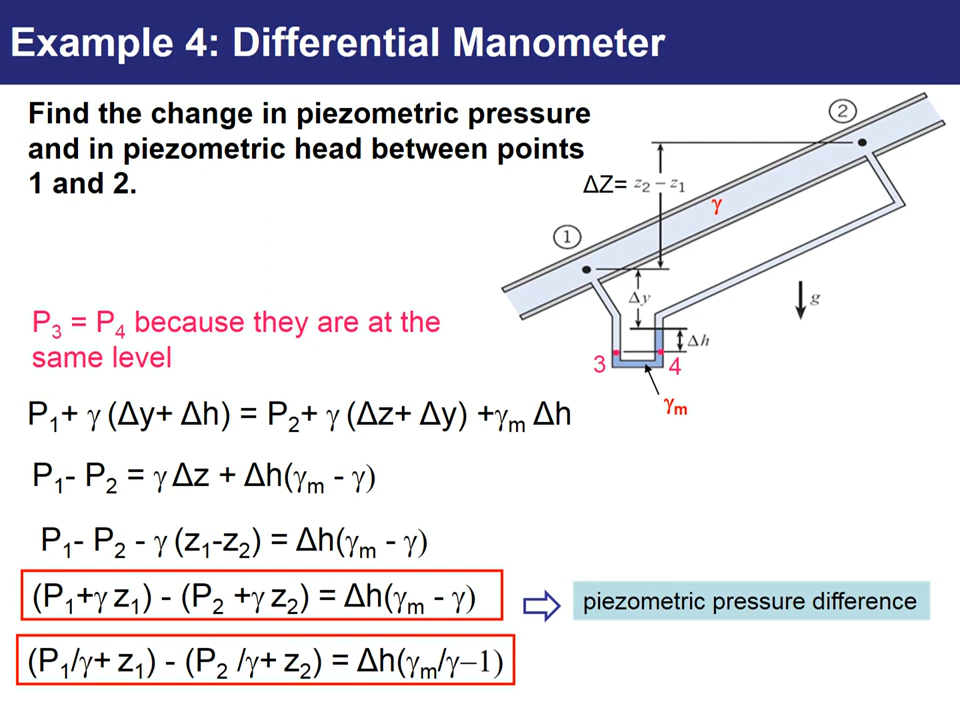 Example 4: Differential Manometer
Find the change in piezometric pressure
and in piezometric head between points
1 and 2.
2
ΔZ= z₂ − z₁
γ
1
Δy
g
Δh
3
4
γₘ
P₃ = P₄ because they are at the
same level
P₁+ γ (Δy+ Δh) = P₂+ γ (Δz+ Δy) +γₘ Δh
P₁- P₂ = γ Δz + Δh(γₘ - γ)
P₁- P₂ - γ (z₁-z₂) = Δh(γₘ - γ)
(P₁+γ z₁) - (P₂ +γ z₂) = Δh(γₘ - γ)
piezometric pressure difference
(P₁/γ+ z₁) - (P₂ /γ+ z₂) = Δh(γₘ/γ−1)